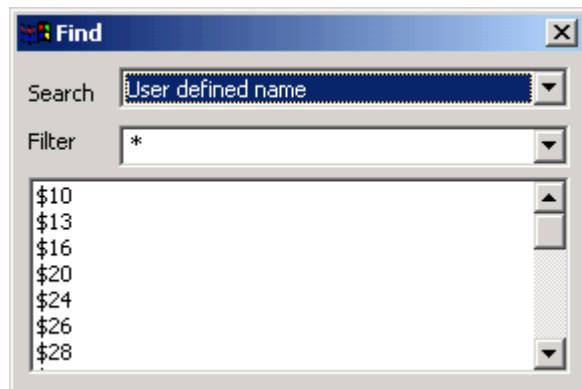 Find
Search User defined name
Filter *
$10
$13
$16
$20
$24
$26
$28